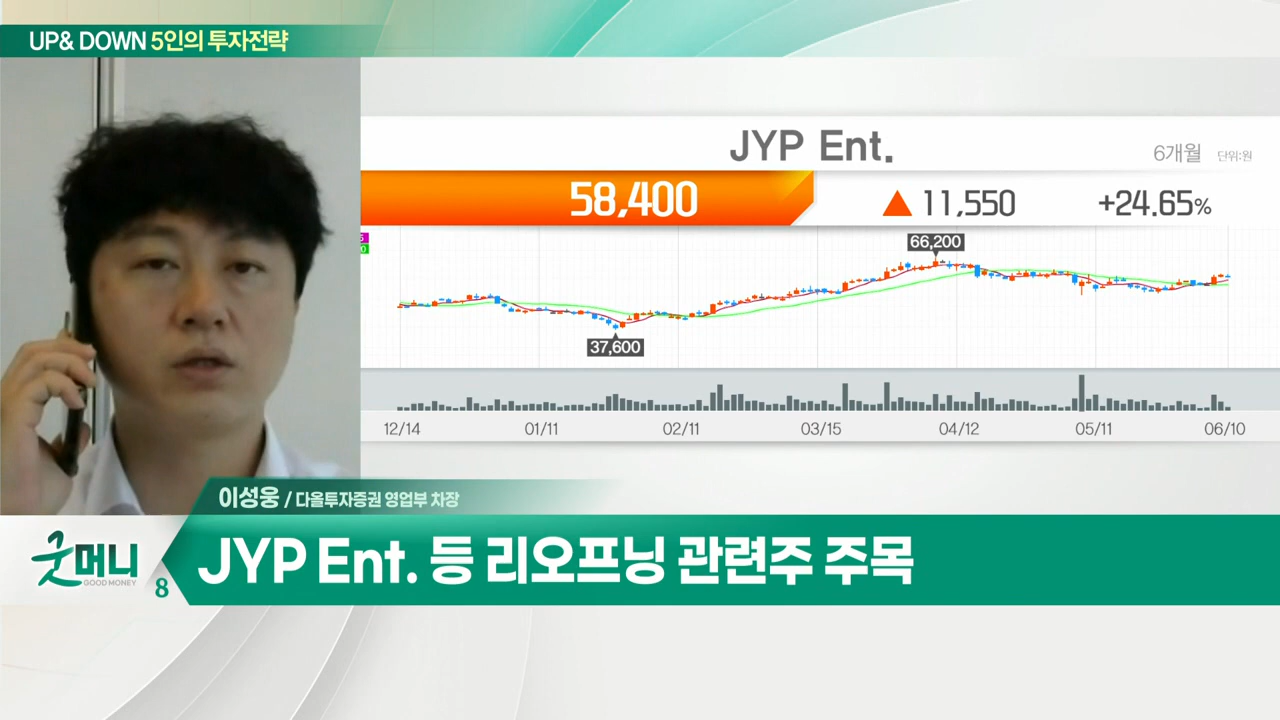 UP& DOWN 5인의 투자전략
JYP Ent.
6개월 단위:원
58,400 ▲ 11,550 +24.65%
66,200
37,600
12/14 01/11 02/11 03/15 04/12 05/11 06/10
이성웅 / 다올투자증권 영업부 차장
굿머니
GOOD MONEY
8
JYP Ent. 등 리오프닝 관련주 주목